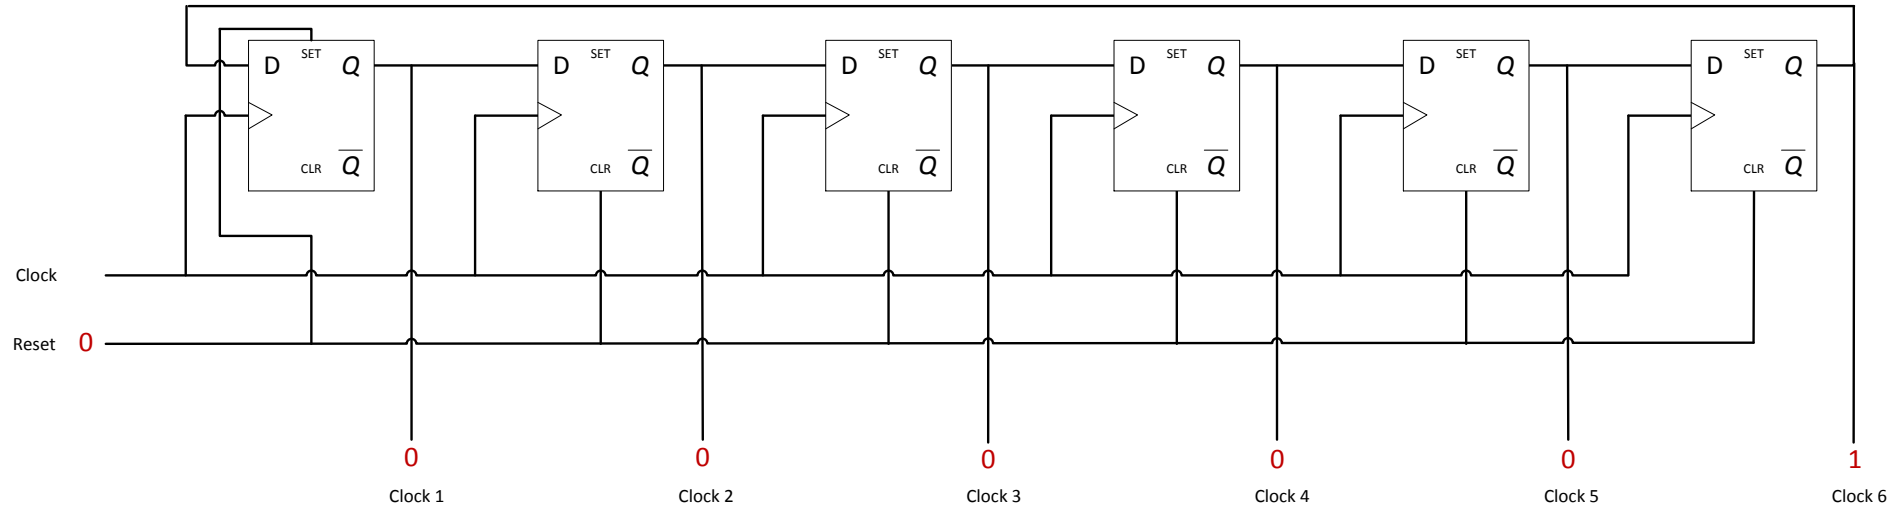 D SET Q D SET Q D SET Q D SET Q D SET Q D SET Q
CLR Q CLR Q CLR Q CLR Q CLR Q CLR Q
Clock
Reset 0
0 0 0 0 0 1
Clock 1 Clock 2 Clock 3 Clock 4 Clock 5 Clock 6